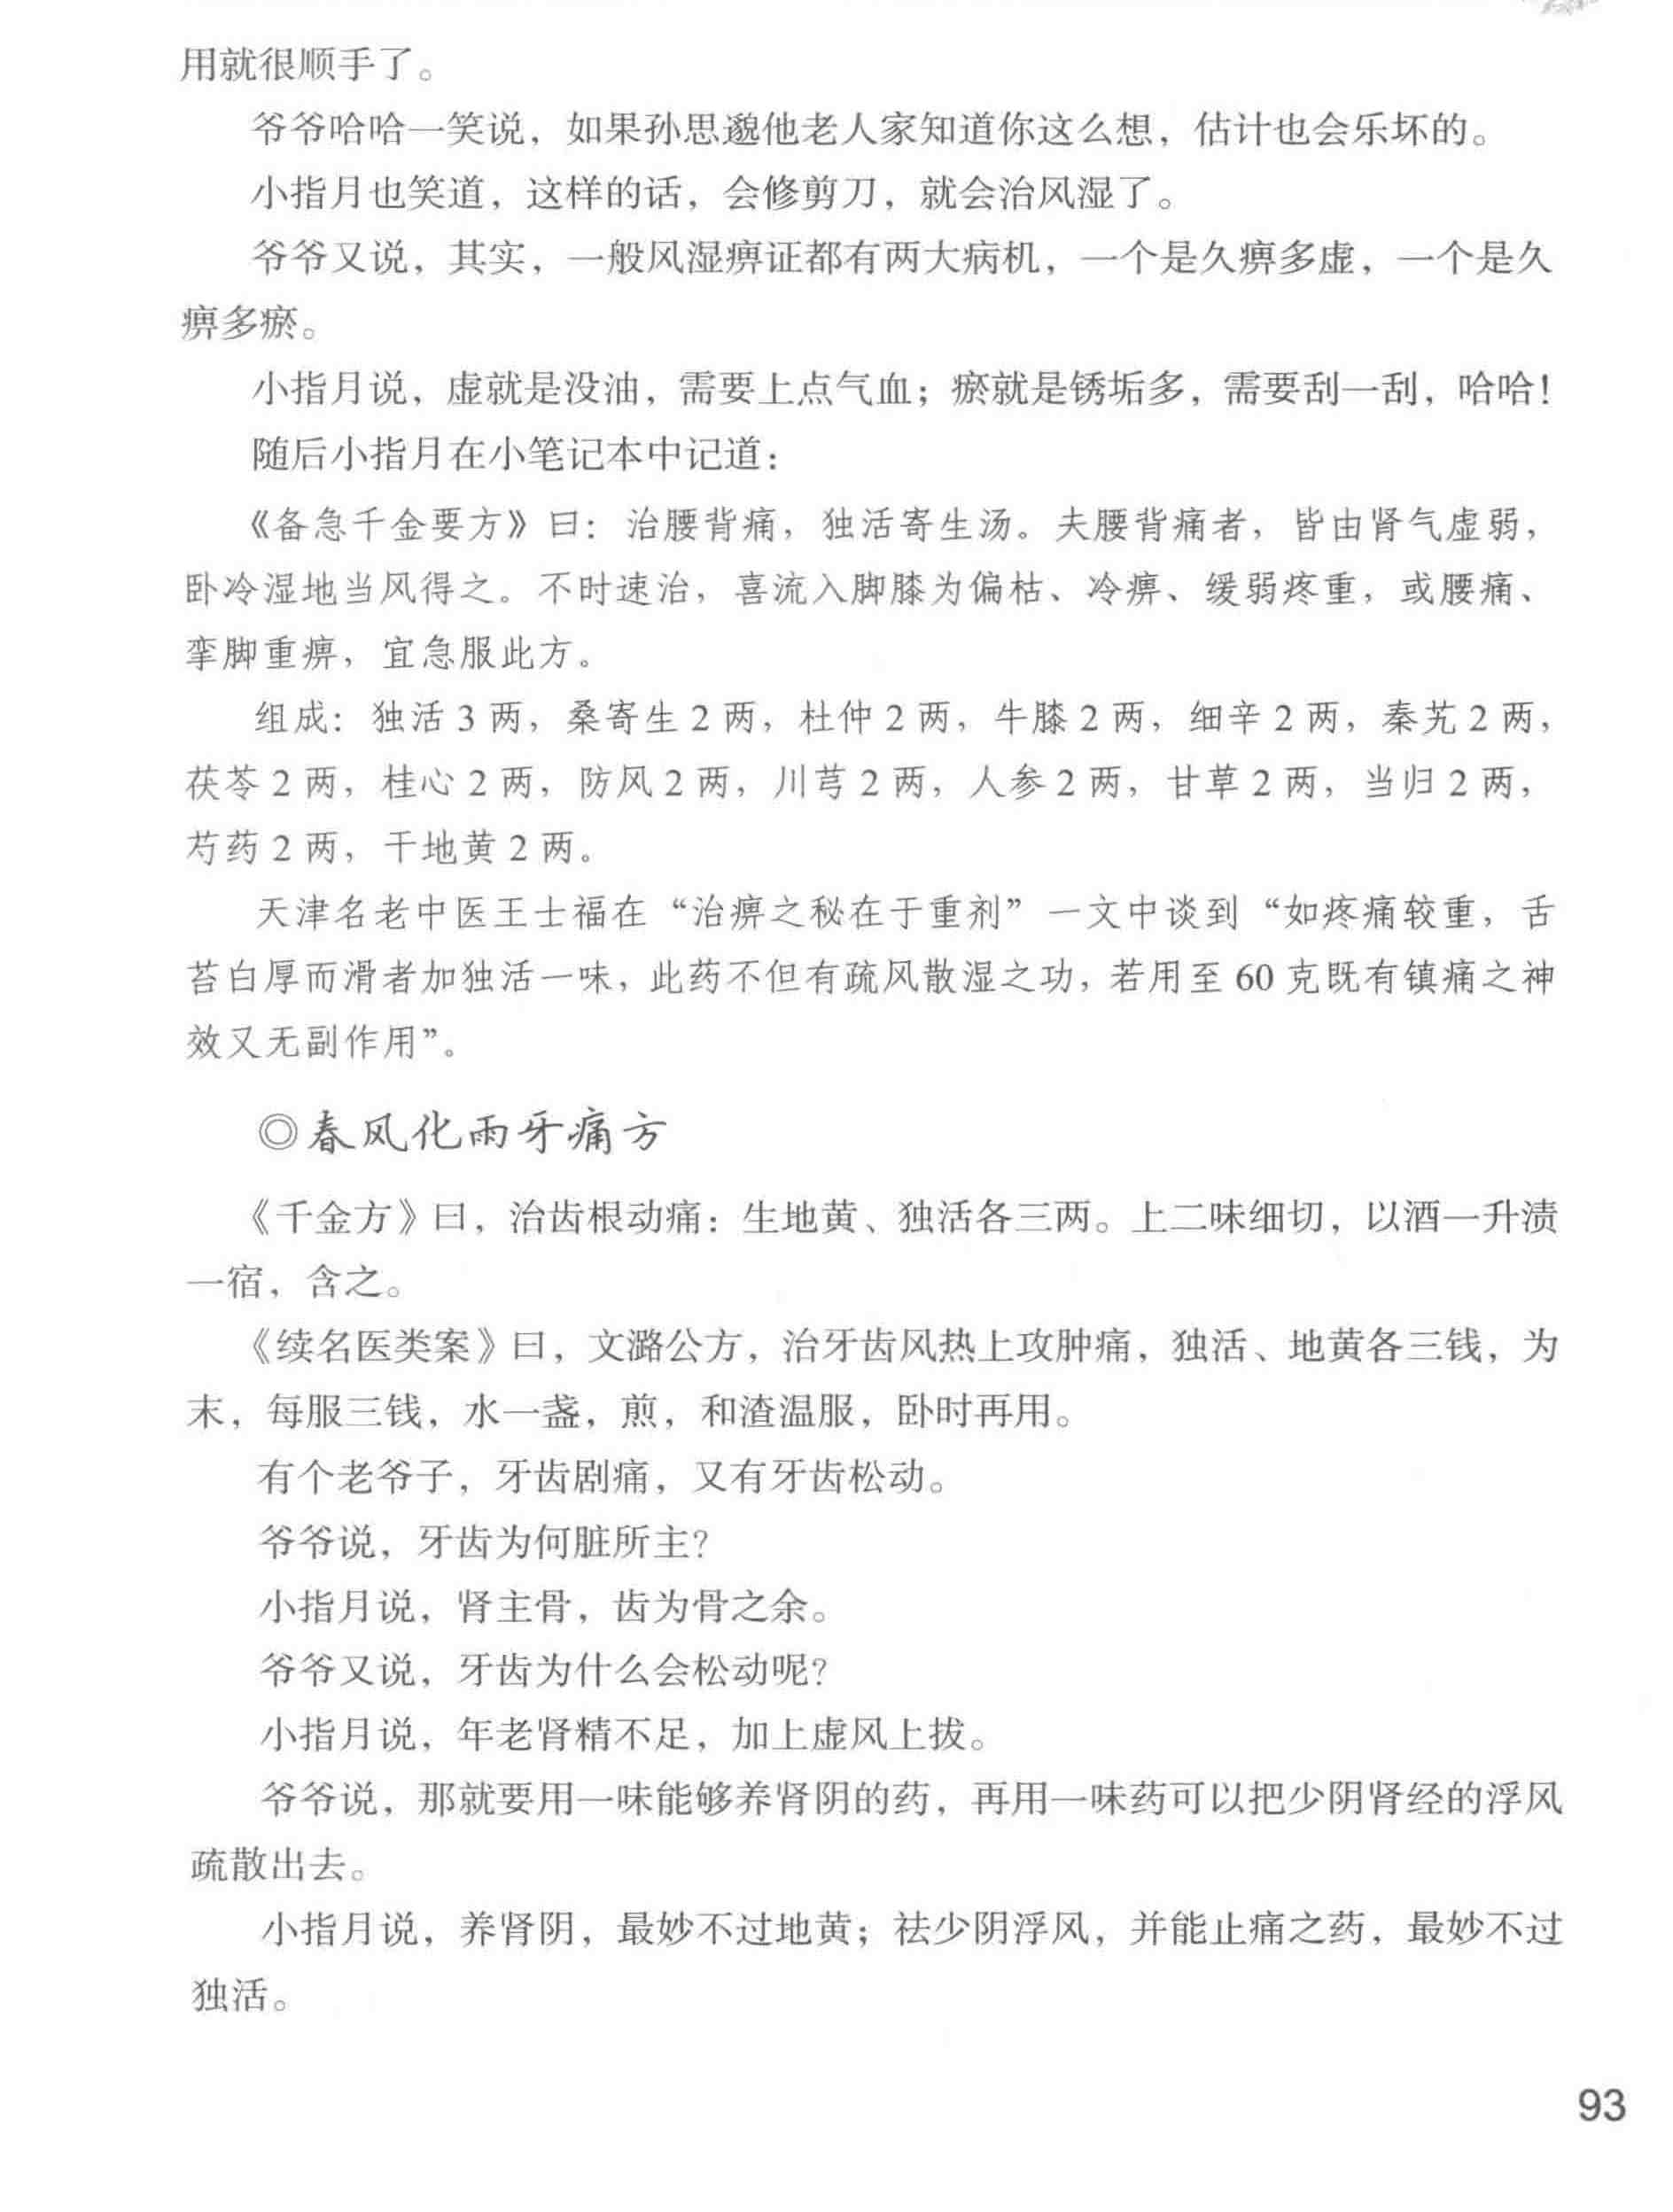 用就很顺手了。
爷爷哈哈一笑说，如果孙思邈他老人家知道你这么想，估计也会乐坏的。
小指月也笑道，这样的话，会修剪刀，就会治风湿了。
爷爷又说，其实，一般风湿痹证都有两大病机，一个是久痹多虚，一个是久
痹多瘀。
小指月说，虚就是没油，需要上点气血；瘀就是锈垢多，需要刮一刮，哈哈！
随后小指月在小笔记本中记道：
《备急千金要方》曰：治腰背痛，独活寄生汤。夫腰背痛者，皆由肾气虚弱，
卧冷湿地当风得之。不时速治，喜流入脚膝为偏枯、冷痹、缓弱疼重，或腰痛、
挛脚重痹，宜急服此方。
组成：独活 3 两，桑寄生 2 两，杜仲 2 两，牛膝 2 两，细辛 2 两，秦艽 2 两，
茯苓 2 两，桂心 2 两，防风 2 两，川芎 2 两，人参 2 两，甘草 2 两，当归 2 两，
芍药 2 两，干地黄 2 两。
天津名老中医王士福在“治痹之秘在于重剂”一文中谈到“如疼痛较重，舌
苔白厚而滑者加独活一味，此药不但有疏风散湿之功，若用至 60 克既有镇痛之神
效又无副作用”。
◎春风化雨牙痛方
《千金方》曰，治齿根动痛：生地黄、独活各三两。上二味细切，以酒一升渍
一宿，含之。
《续名医类案》曰，文潞公方，治牙齿风热上攻肿痛，独活、地黄各三钱，为
末，每服三钱，水一盏，煎，和渣温服，卧时再用。
有个老爷子，牙齿剧痛，又有牙齿松动。
爷爷说，牙齿为何脏所主？
小指月说，肾主骨，齿为骨之余。
爷爷又说，牙齿为什么会松动呢？
小指月说，年老肾精不足，加上虚风上拔。
爷爷说，那就要用一味能够养肾阴的药，再用一味药可以把少阴肾经的浮风
疏散出去。
小指月说，养肾阴，最妙不过地黄；祛少阴浮风，并能止痛之药，最妙不过
独活。
93